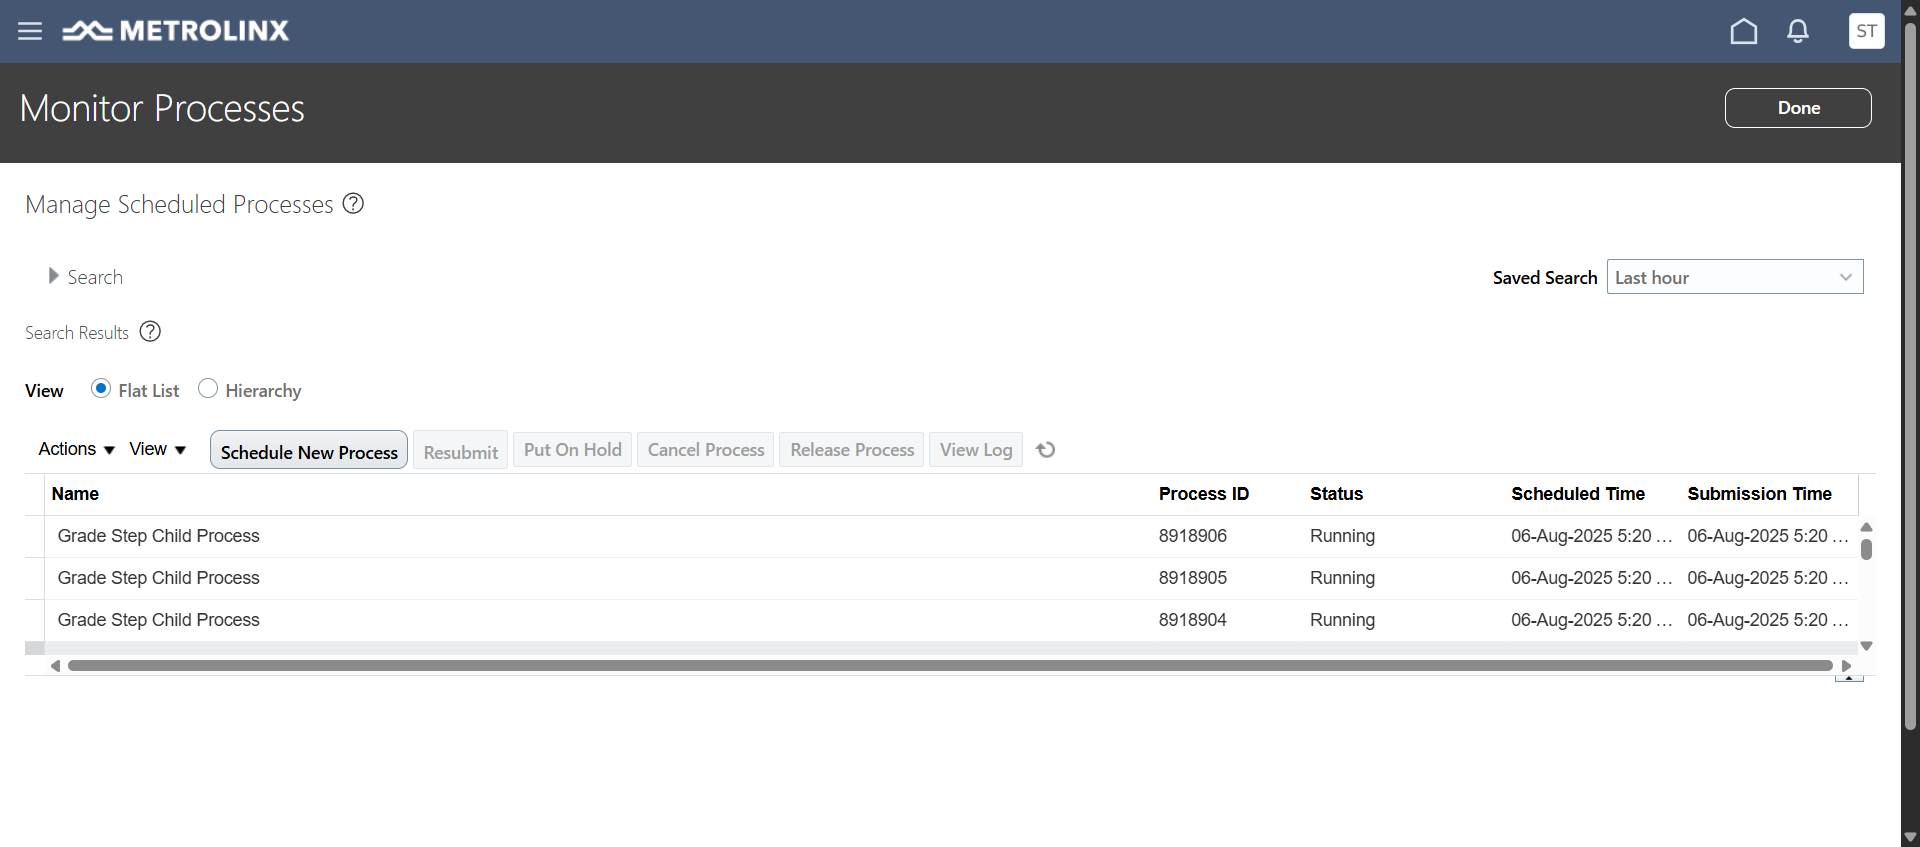 METROLINX
ST
Monitor Processes
Done
Manage Scheduled Processes ?
Search
Saved Search Last hour
Search Results ?
View Flat List Hierarchy
Actions View Schedule New Process Resubmit Put On Hold Cancel Process Release Process View Log
Name Process ID Status Scheduled Time Submission Time
Grade Step Child Process 8918906 Running 06-Aug-2025 5:20 ... 06-Aug-2025 5:20 ...
Grade Step Child Process 8918905 Running 06-Aug-2025 5:20 ... 06-Aug-2025 5:20 ...
Grade Step Child Process 8918904 Running 06-Aug-2025 5:20 ... 06-Aug-2025 5:20 ...